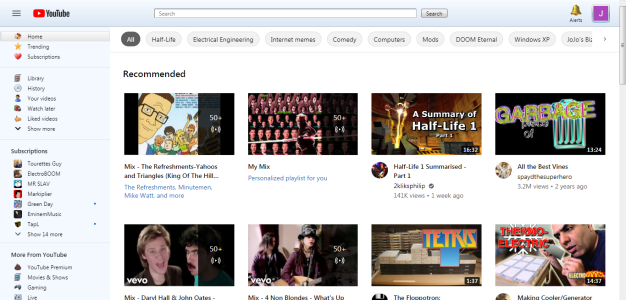 YouTube
Search
Search
Alerts
J
Home
Trending
Subscriptions
Library
History
Your videos
Watch later
Liked videos
Show more
Subscriptions
Tourettes Guy
ElectroBOOM
MR SLAV
Markiplier
Green Day
EminemMusic
TapL
Show 14 more
More From YouTube
YouTube Premium
Movies & Shows
Gaming
Live
All
Half-Life
Electrical Engineering
Internet memes
Comedy
Computers
Mods
DOOM Eternal
Windows XP
JoJo's Biz
Recommended
50+
Mix - The Refreshments-Yahoos
and Triangles (King Of The Hill...
The Refreshments, Minutemen,
Mike Watt, and more
50+
My Mix
Personalized playlist for you
A Summary of
Half-Life 1
Part 1
16:32
Half-Life 1 Summarised -
Part 1
2kliksphilip
141K views • 1 week ago
GARBAGE
13:24
All the Best Vines
spaydthesuperhero
3.2M views • 2 years ago
50+
vevo
Mix - Daryl Hall & John Oates -
50+
vevo
Mix - 4 Non Blondes - What's Up
TETRIS
1:37
The Floppotron:
THERMO-
ELECTRIC
14:37
Making Cooler/Generator